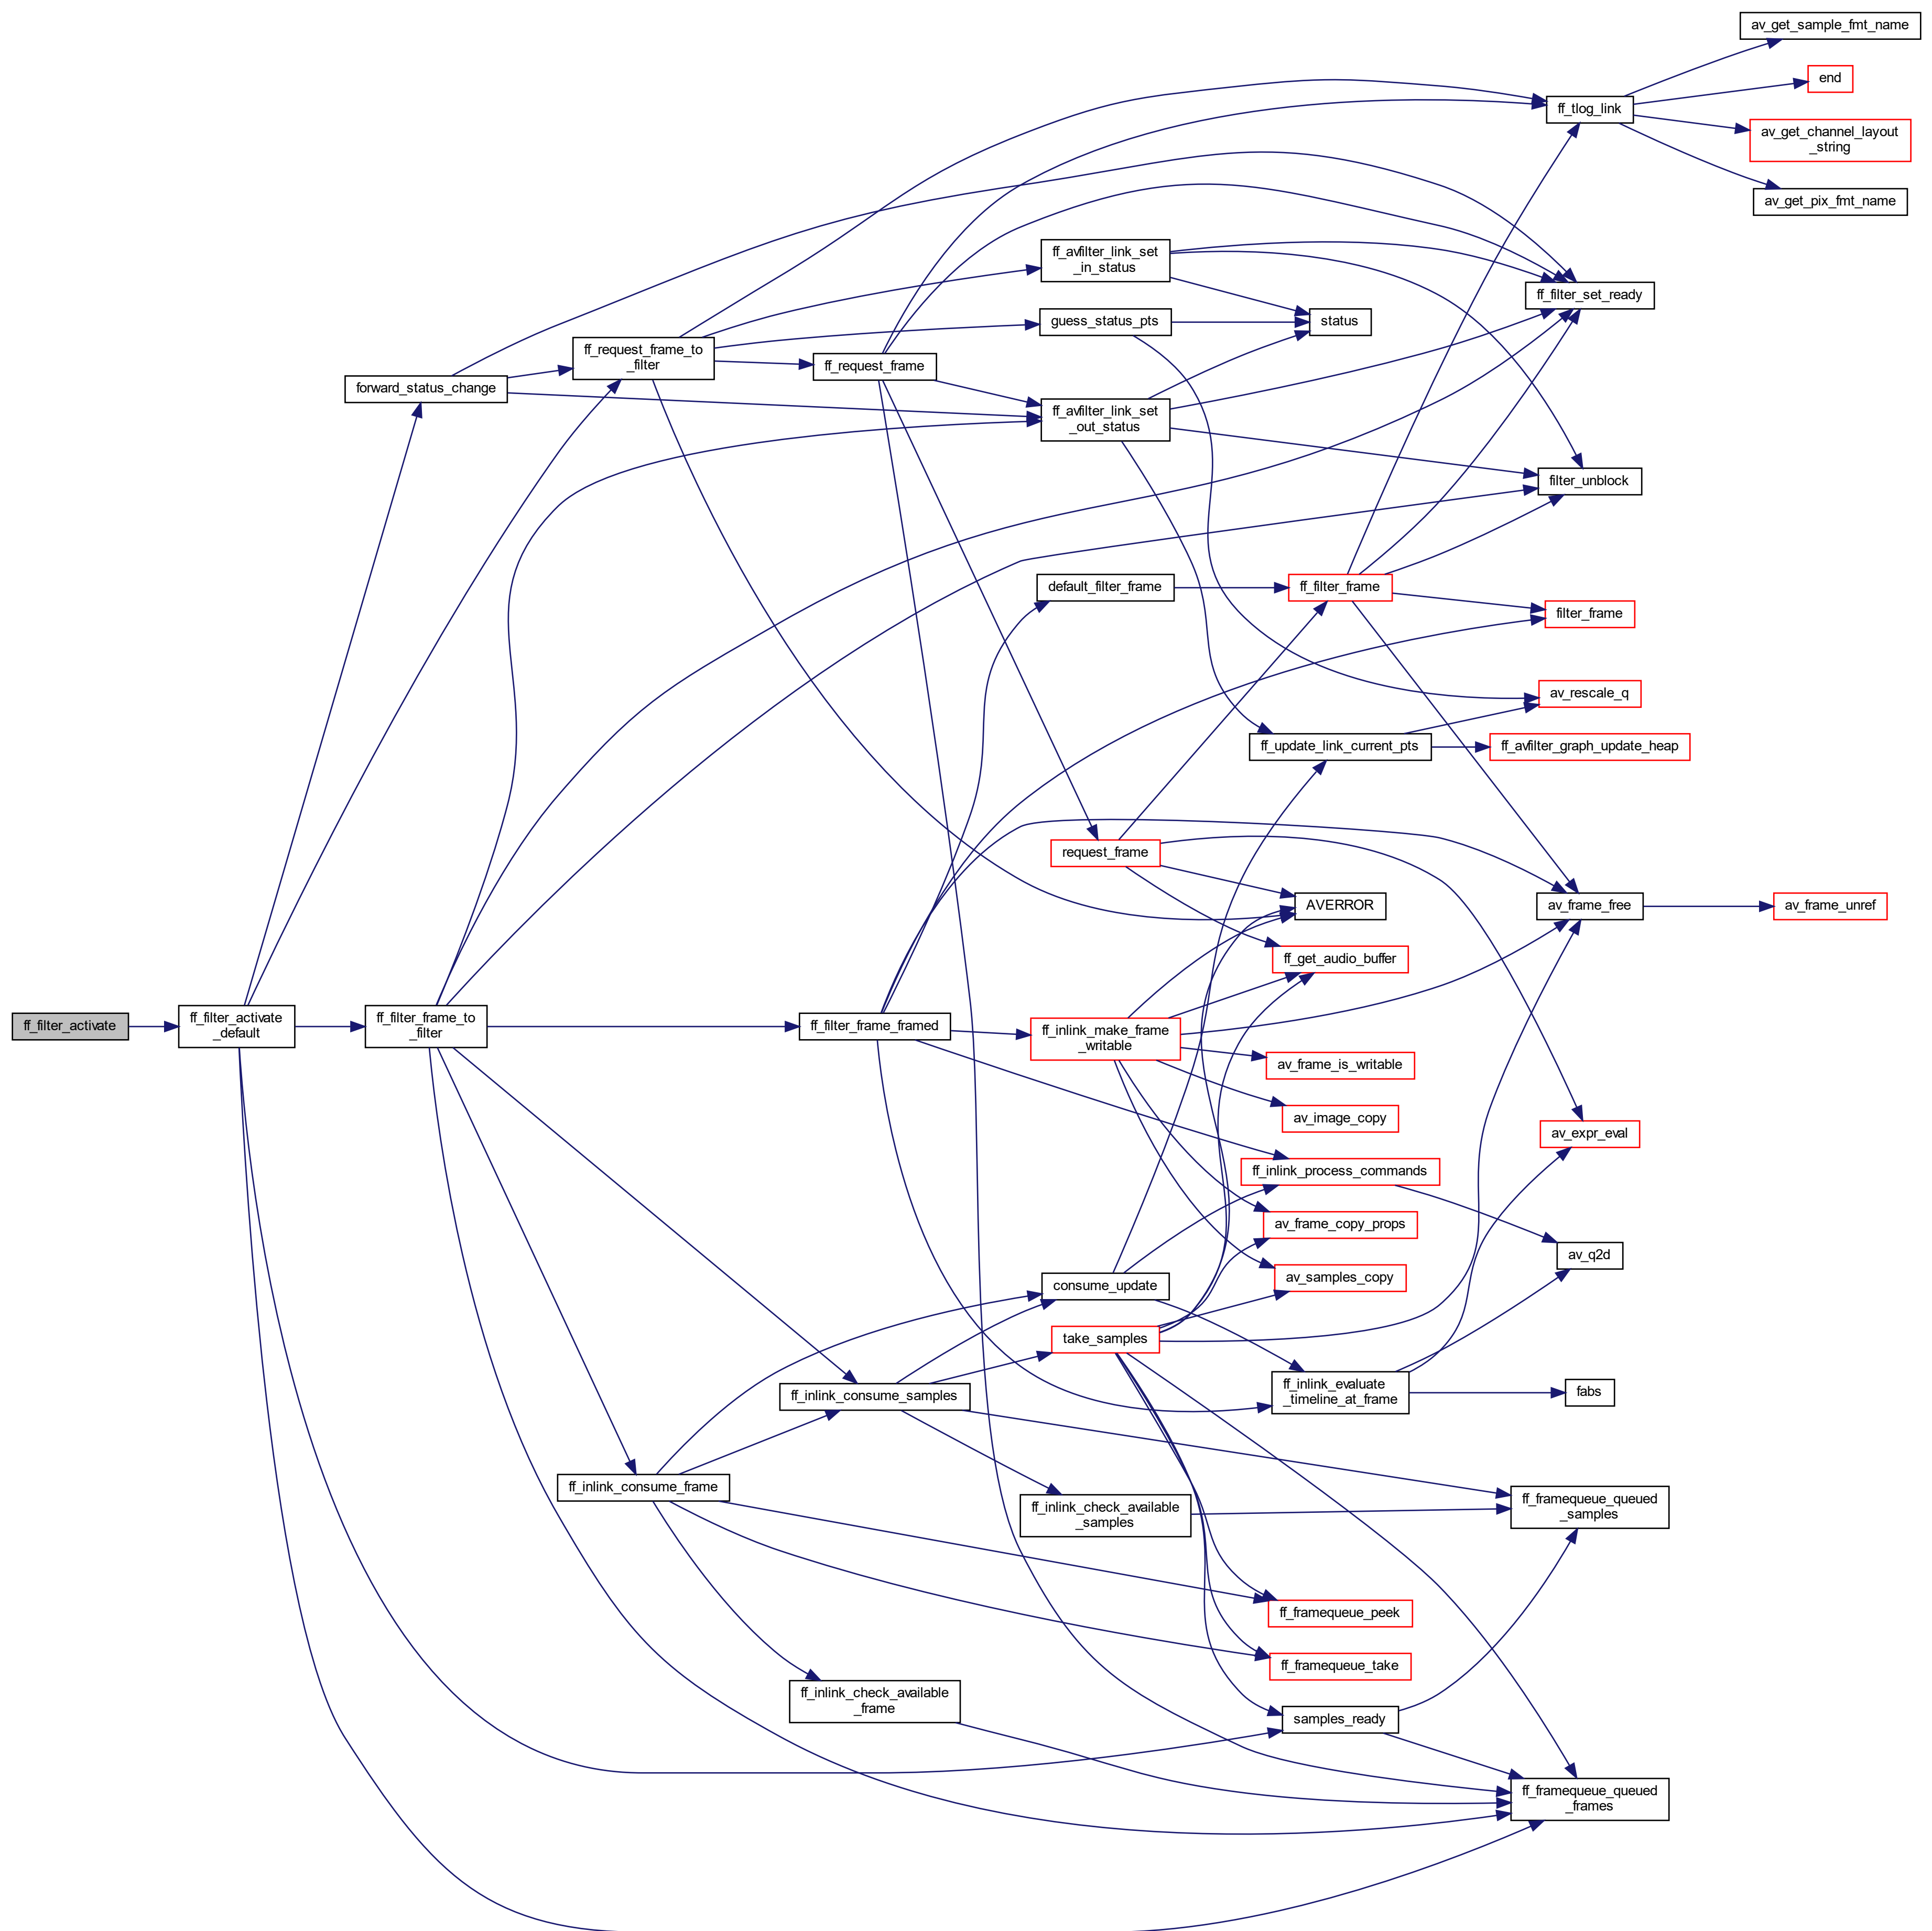 av_get_sample_fmt_name
end
ff_tlog_link
av_get_channel_layout
_string
av_get_pix_fmt_name
ff_avfilter_link_set
_in_status
ff_filter_set_ready
guess_status_pts
status
ff_request_frame_to
_filter
ff_request_frame
forward_status_change
ff_avfilter_link_set
_out_status
filter_unblock
default_filter_frame
ff_filter_frame
filter_frame
av_rescale_q
ff_update_link_current_pts
ff_avfilter_graph_update_heap
request_frame
AVERROR
av_frame_free
av_frame_unref
ff_get_audio_buffer
ff_filter_activate
ff_filter_activate
_default
ff_filter_frame_to
_filter
ff_filter_frame_framed
ff_inlink_make_frame
_writable
av_frame_is_writable
av_image_copy
av_expr_eval
ff_inlink_process_commands
av_frame_copy_props
av_q2d
av_samples_copy
consume_update
take_samples
ff_inlink_consume_samples
ff_inlink_evaluate
_timeline_at_frame
fabs
ff_inlink_consume_frame
ff_inlink_check_available
_samples
ff_framequeue_queued
_samples
ff_framequeue_peek
ff_framequeue_take
ff_inlink_check_available
_frame
samples_ready
ff_framequeue_queued
_frames